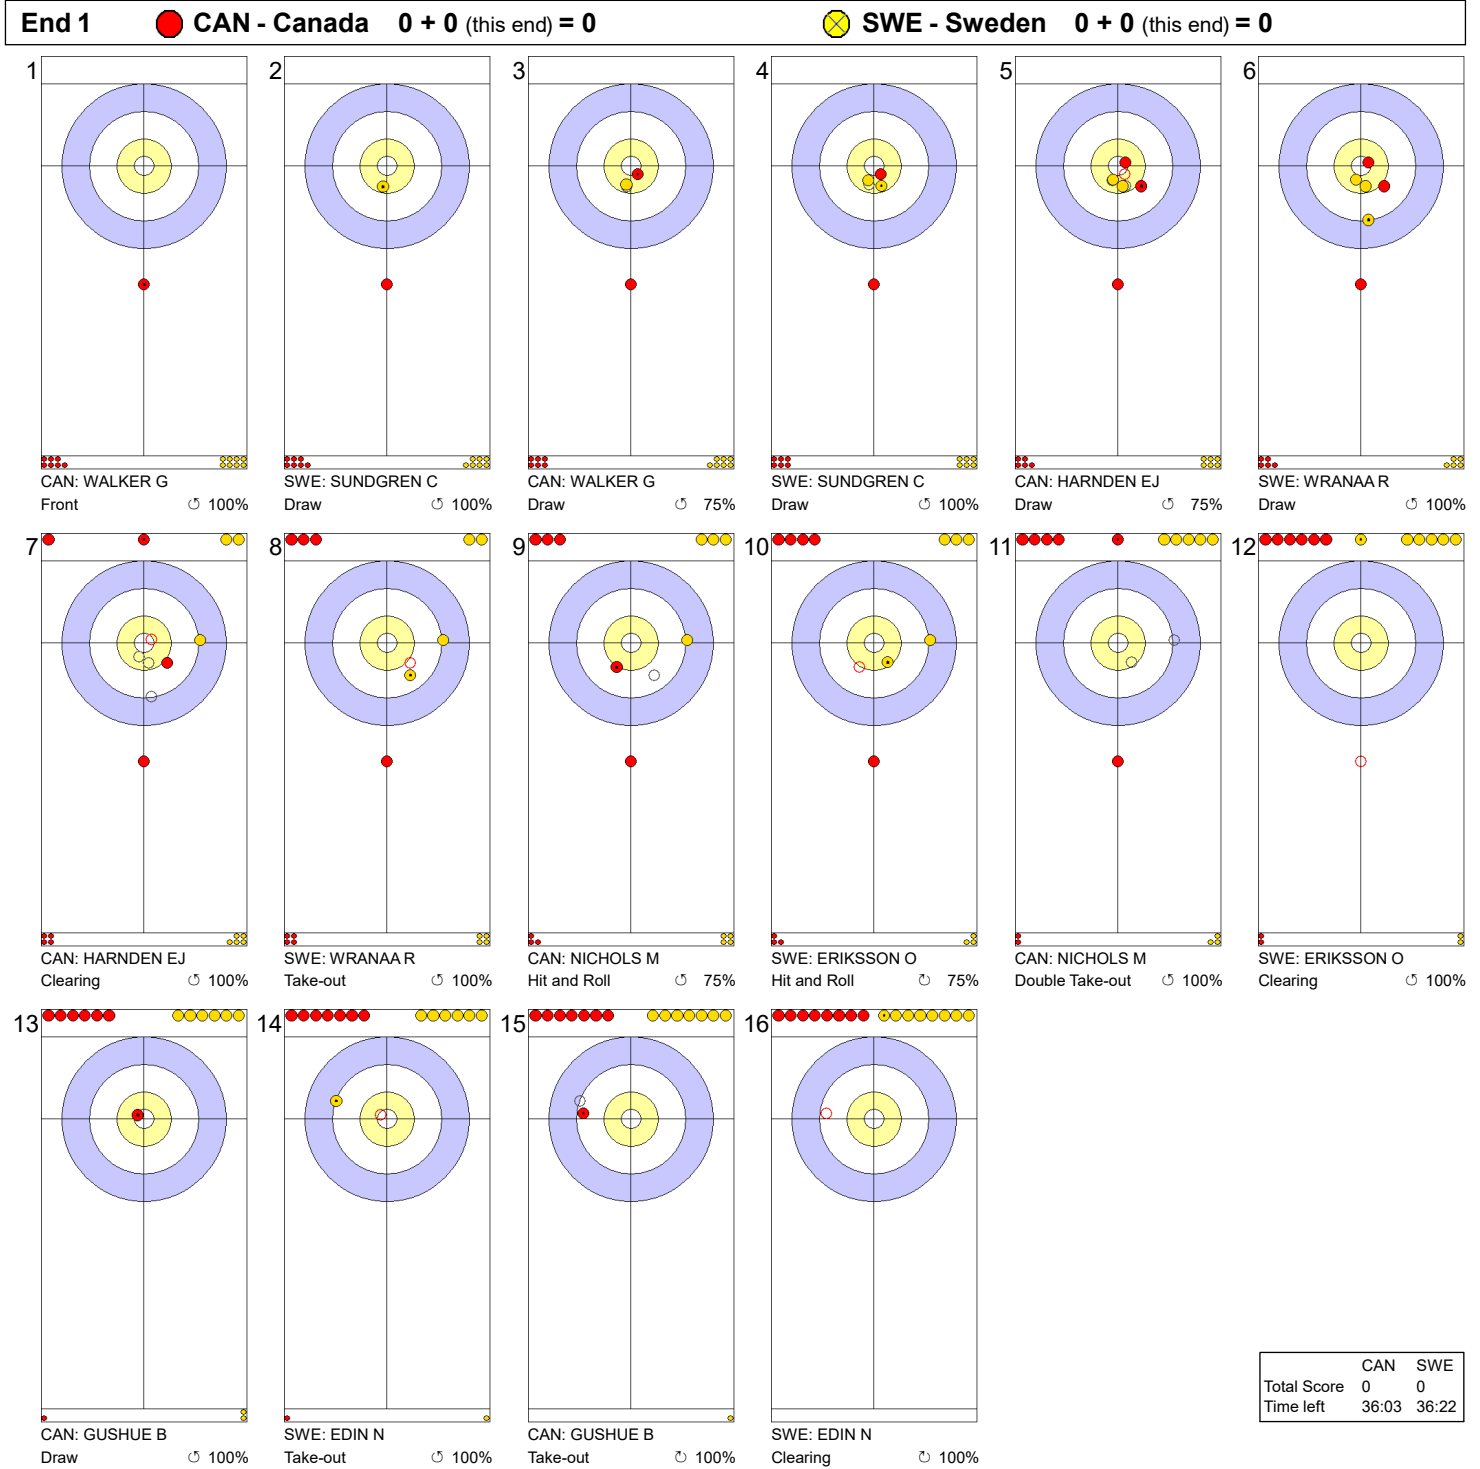 End 1 CAN - Canada 0 + 0 (this end) = 0 SWE - Sweden 0 + 0 (this end) = 0
1 2 3 4 5 6
CAN: WALKER G SWE: SUNDGREN C CAN: WALKER G SWE: SUNDGREN C CAN: HARNDEN EJ SWE: WRANAA R
Front ↺ 100% Draw ↺ 100% Draw ↺ 75% Draw ↺ 100% Draw ↺ 75% Draw ↺ 100%
7 8 9 10 11 12
CAN: HARNDEN EJ SWE: WRANAA R CAN: NICHOLS M SWE: ERIKSSON O CAN: NICHOLS M SWE: ERIKSSON O
Clearing ↺ 100% Take-out ↺ 100% Hit and Roll ↺ 75% Hit and Roll ↻ 75% Double Take-out ↺ 100% Clearing ↺ 100%
13 14 15 16
CAN: GUSHUE B SWE: EDIN N CAN: GUSHUE B SWE: EDIN N
Draw ↺ 100% Take-out ↺ 100% Take-out ↻ 100% Clearing ↻ 100%
CAN SWE
Total Score 0 0
Time left 36:03 36:22